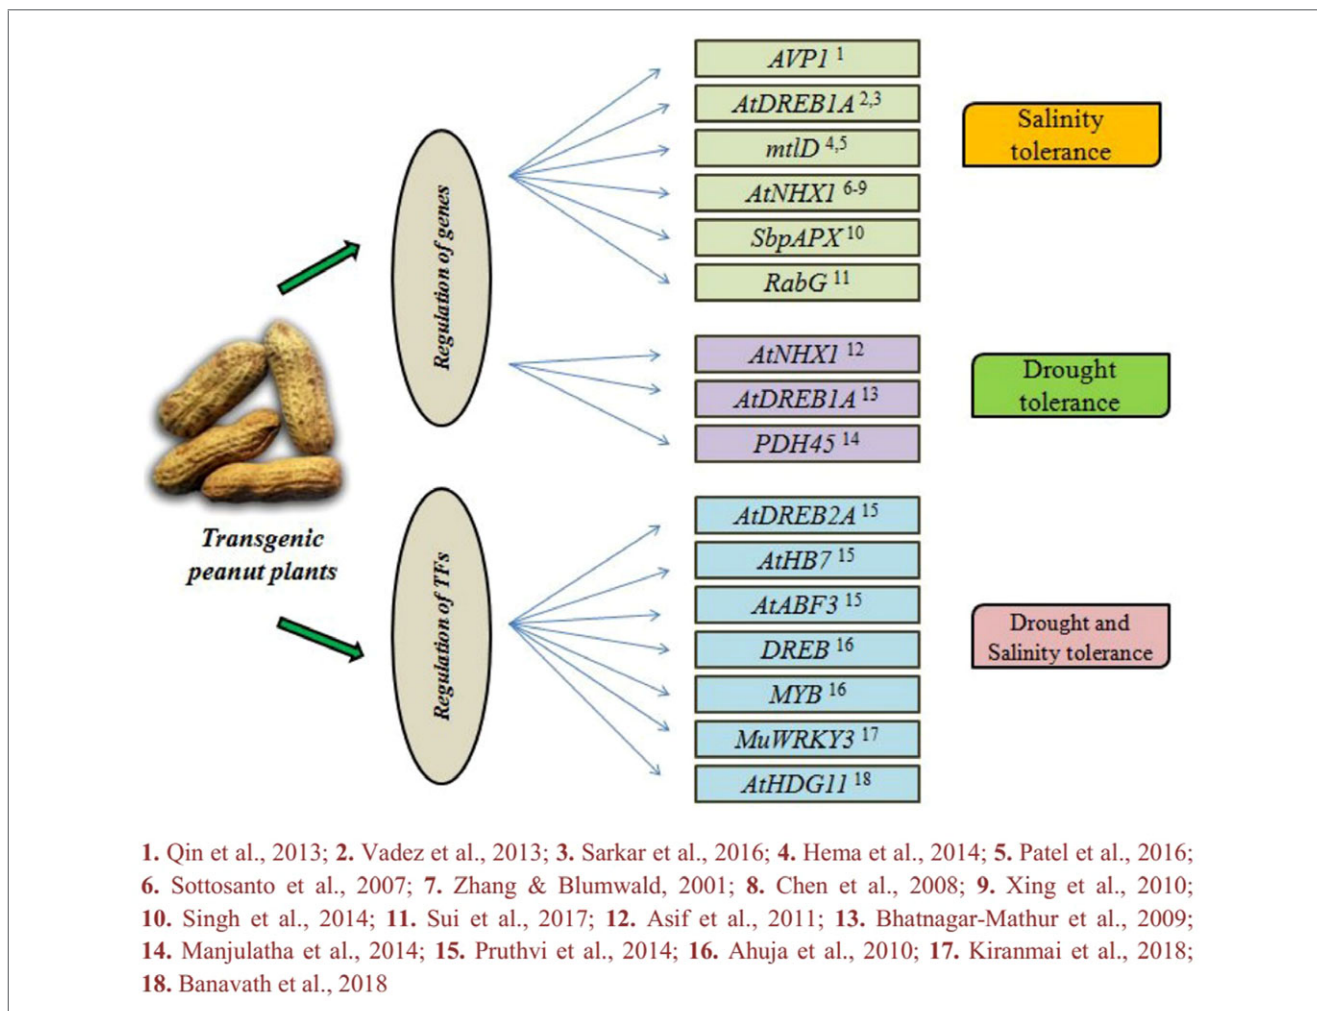 AVP1 1
AtDREB1A 2,3
mtlD 4,5
AtNHX1 6-9
SbpAPX 10
RabG 11
Salinity
tolerance
Regulation of genes
AtNHX1 12
AtDREB1A 13
PDH45 14
Drought
tolerance
Transgenic
peanut plants
Regulation of TFs
AtDREB2A 15
AtHB7 15
AtABF3 15
DREB 16
MYB 16
MuWRKY3 17
AtHDG11 18
Drought and
Salinity tolerance
1. Qin et al., 2013; 2. Vadez et al., 2013; 3. Sarkar et al., 2016; 4. Hema et al., 2014; 5. Patel et al., 2016;
6. Sottosanto et al., 2007; 7. Zhang & Blumwald, 2001; 8. Chen et al., 2008; 9. Xing et al., 2010;
10. Singh et al., 2014; 11. Sui et al., 2017; 12. Asif et al., 2011; 13. Bhatnagar-Mathur et al., 2009;
14. Manjulatha et al., 2014; 15. Pruthvi et al., 2014; 16. Ahuja et al., 2010; 17. Kiranmai et al., 2018;
18. Banavath et al., 2018